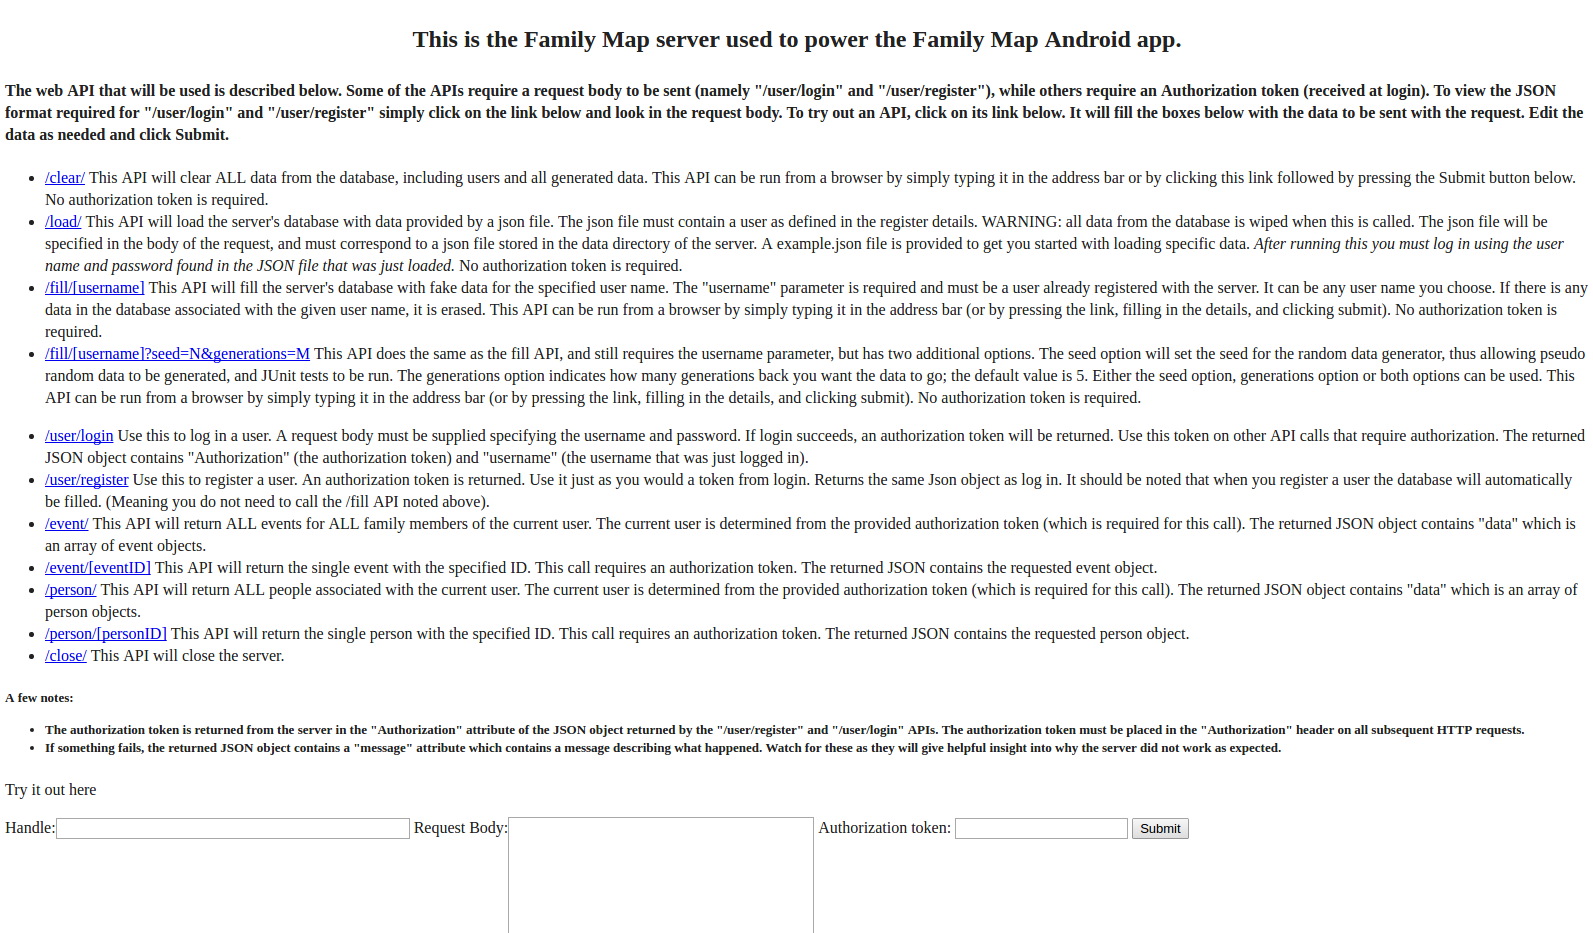 This is the Family Map server used to power the Family Map Android app.
The web API that will be used is described below. Some of the APIs require a request body to be sent (namely "/user/login" and "/user/register"), while others require an Authorization token (received at login). To view the JSON
format required for "/user/login" and "/user/register" simply click on the link below and look in the request body. To try out an API, click on its link below. It will fill the boxes below with the data to be sent with the request. Edit the
data as needed and click Submit.
• /clear/ This API will clear ALL data from the database, including users and all generated data. This API can be run from a browser by simply typing it in the address bar or by clicking this link followed by pressing the Submit button below.
No authorization token is required.
• /load/ This API will load the server's database with data provided by a json file. The json file must contain a user as defined in the register details. WARNING: all data from the database is wiped when this is called. The json file will be
specified in the body of the request, and must correspond to a json file stored in the data directory of the server. A example.json file is provided to get you started with loading specific data. After running this you must log in using the user
name and password found in the JSON file that was just loaded. No authorization token is required.
• /fill/[username] This API will fill the server's database with fake data for the specified user name. The "username" parameter is required and must be a user already registered with the server. It can be any user name you choose. If there is any
data in the database associated with the given user name, it is erased. This API can be run from a browser by simply typing it in the address bar (or by pressing the link, filling in the details, and clicking submit). No authorization token is
required.
• /fill/[username]?seed=N&generations=M This API does the same as the fill API, and still requires the username parameter, but has two additional options. The seed option will set the seed for the random data generator, thus allowing pseudo
random data to be generated, and JUnit tests to be run. The generations option indicates how many generations back you want the data to go; the default value is 5. Either the seed option, generations option or both options can be used. This
API can be run from a browser by simply typing it in the address bar (or by pressing the link, filling in the details, and clicking submit). No authorization token is required.
• /user/login Use this to log in a user. A request body must be supplied specifying the username and password. If login succeeds, an authorization token will be returned. Use this token on other API calls that require authorization. The returned
JSON object contains "Authorization" (the authorization token) and "username" (the username that was just logged in).
• /user/register Use this to register a user. An authorization token is returned. Use it just as you would a token from login. Returns the same Json object as log in. It should be noted that when you register a user the database will automatically
be filled. (Meaning you do not need to call the /fill API noted above).
• /event/ This API will return ALL events for ALL family members of the current user. The current user is determined from the provided authorization token (which is required for this call). The returned JSON object contains "data" which is
an array of event objects.
• /event/[eventID] This API will return the single event with the specified ID. This call requires an authorization token. The returned JSON contains the requested event object.
• /person/ This API will return ALL people associated with the current user. The current user is determined from the provided authorization token (which is required for this call). The returned JSON object contains "data" which is an array of
person objects.
• /person/[personID] This API will return the single person with the specified ID. This call requires an authorization token. The returned JSON contains the requested person object.
• /close/ This API will close the server.
A few notes:
• The authorization token is returned from the server in the "Authorization" attribute of the JSON object returned by the "/user/register" and "/user/login" APIs. The authorization token must be placed in the "Authorization" header on all subsequent HTTP requests.
• If something fails, the returned JSON object contains a "message" attribute which contains a message describing what happened. Watch for these as they will give helpful insight into why the server did not work as expected.
Try it out here
Handle: Request Body: Authorization token: Submit